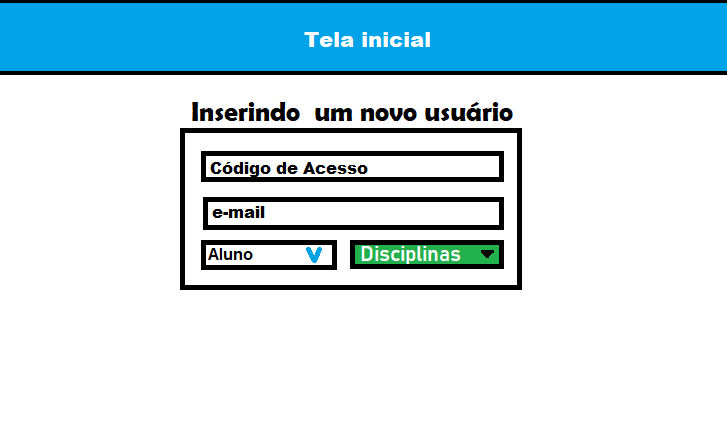 Tela inicial
Inserindo um novo usuário
Código de Acesso
e-mail
Aluno
Disciplinas